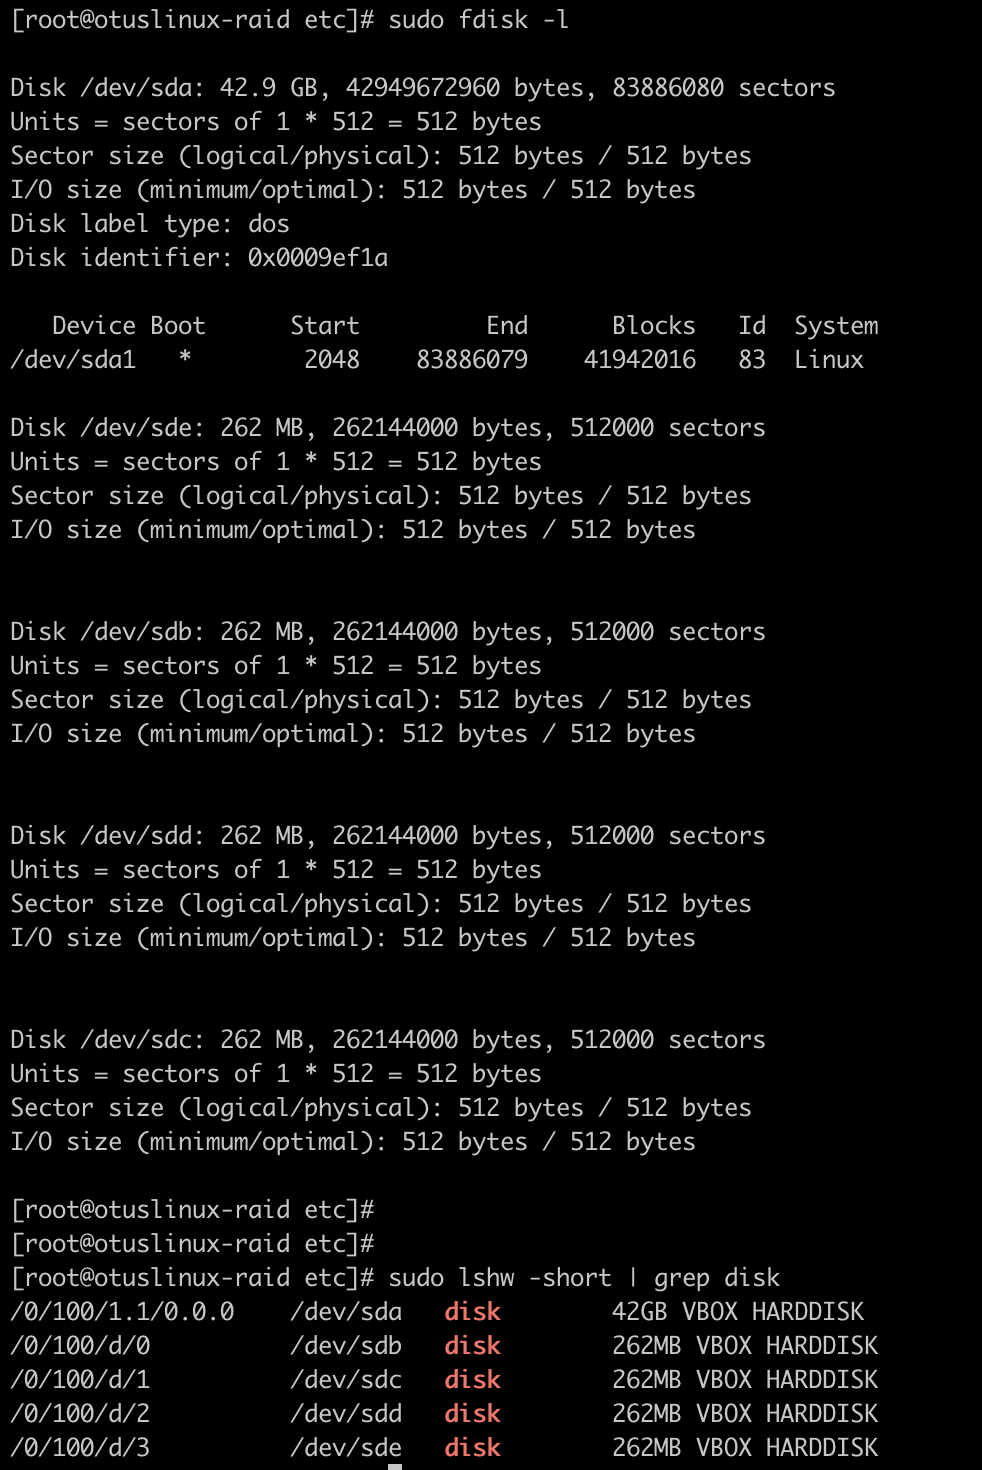 [root@otuslinux-raid etc]# sudo fdisk -l
Disk /dev/sda: 42.9 GB, 42949672960 bytes, 83886080 sectors
Units = sectors of 1 * 512 = 512 bytes
Sector size (logical/physical): 512 bytes / 512 bytes
I/O size (minimum/optimal): 512 bytes / 512 bytes
Disk label type: dos
Disk identifier: 0x0009ef1a
   Device Boot      Start         End      Blocks   Id  System
/dev/sda1   *        2048    83886079    41942016   83  Linux
Disk /dev/sde: 262 MB, 262144000 bytes, 512000 sectors
Units = sectors of 1 * 512 = 512 bytes
Sector size (logical/physical): 512 bytes / 512 bytes
I/O size (minimum/optimal): 512 bytes / 512 bytes
Disk /dev/sdb: 262 MB, 262144000 bytes, 512000 sectors
Units = sectors of 1 * 512 = 512 bytes
Sector size (logical/physical): 512 bytes / 512 bytes
I/O size (minimum/optimal): 512 bytes / 512 bytes
Disk /dev/sdd: 262 MB, 262144000 bytes, 512000 sectors
Units = sectors of 1 * 512 = 512 bytes
Sector size (logical/physical): 512 bytes / 512 bytes
I/O size (minimum/optimal): 512 bytes / 512 bytes
Disk /dev/sdc: 262 MB, 262144000 bytes, 512000 sectors
Units = sectors of 1 * 512 = 512 bytes
Sector size (logical/physical): 512 bytes / 512 bytes
I/O size (minimum/optimal): 512 bytes / 512 bytes
[root@otuslinux-raid etc]#
[root@otuslinux-raid etc]#
[root@otuslinux-raid etc]# sudo lshw -short | grep disk
/0/100/1.1/0.0.0    /dev/sda   disk        42GB VBOX HARDDISK
/0/100/d/0          /dev/sdb   disk        262MB VBOX HARDDISK
/0/100/d/1          /dev/sdc   disk        262MB VBOX HARDDISK
/0/100/d/2          /dev/sdd   disk        262MB VBOX HARDDISK
/0/100/d/3          /dev/sde   disk        262MB VBOX HARDDISK